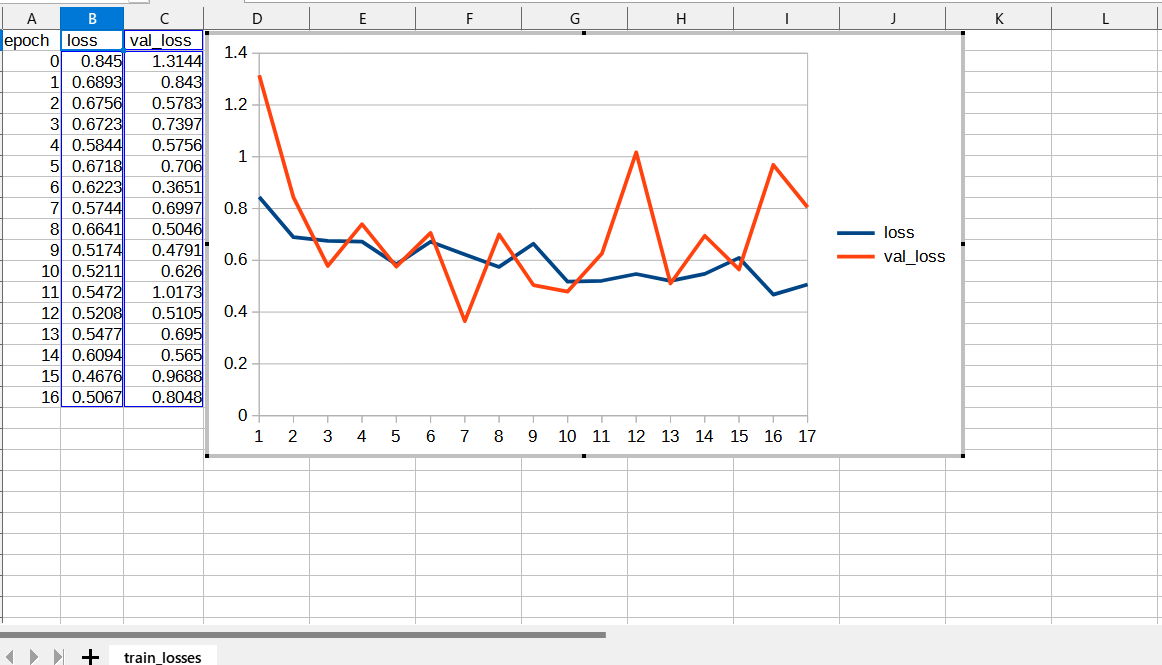 A B C D E F G H I J K L
epoch loss val_loss
0 0.845 1.3144
1 0.6893 0.843
2 0.6756 0.5783
3 0.6723 0.7397
4 0.5844 0.5756
5 0.6718 0.706
6 0.6223 0.3651
7 0.5744 0.6997
8 0.6641 0.5046
9 0.5174 0.4791
10 0.5211 0.626
11 0.5472 1.0173
12 0.5208 0.5105
13 0.5477 0.695
14 0.6094 0.565
15 0.4676 0.9688
16 0.5067 0.8048
1.4
1.2
1
0.8
0.6
0.4
0.2
0
1 2 3 4 5 6 7 8 9 10 11 12 13 14 15 16 17
loss
val_loss
train_losses